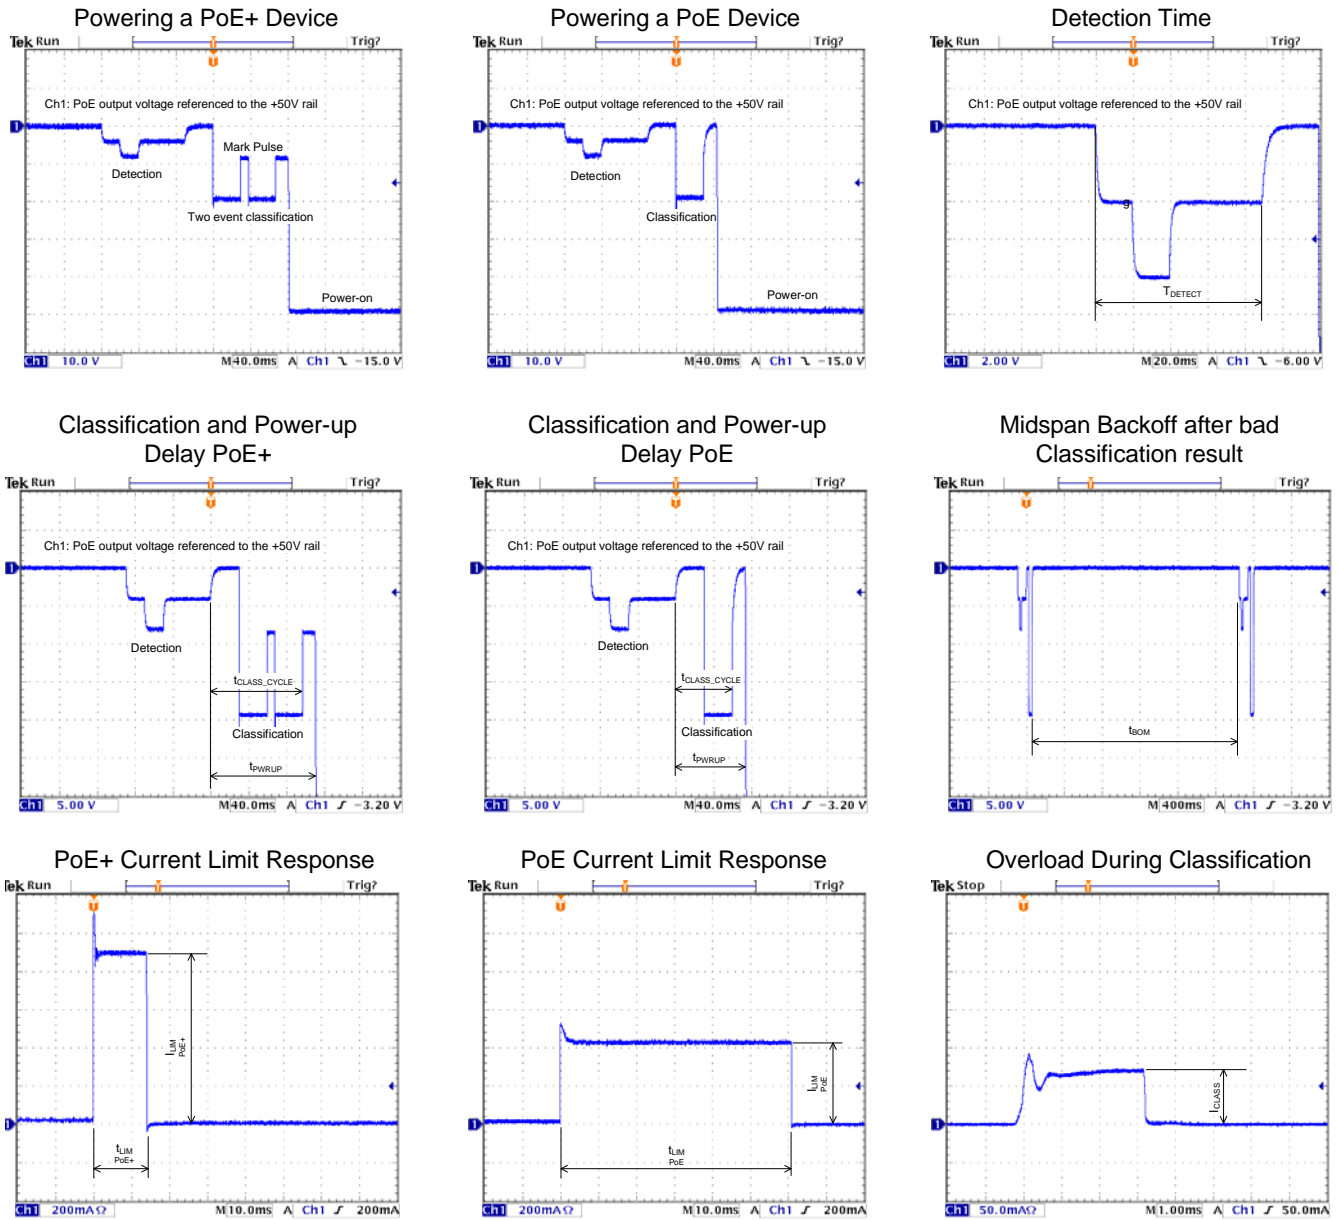 Powering a PoE+ Device
Tek Run
Trig?
T
T
Ch1: PoE output voltage referenced to the +50V rail
1
Mark Pulse
Detection
Two event classification
Power-on
Ch1 10.0 V M 40.0ms A Ch1 -15.0 V
Powering a PoE Device
Tek Run
Trig?
T
T
Ch1: PoE output voltage referenced to the +50V rail
1
Detection
Classification
Power-on
Ch1 10.0 V M 40.0ms A Ch1 -15.0 V
Detection Time
Tek Run
Trig?
T
T
Ch1: PoE output voltage referenced to the +50V rail
1
g
TDETECT
Ch1 2.00 V M 20.0ms A Ch1 -6.00 V
Classification and Power-up
Delay PoE+
Tek Run
Trig?
T
T
Ch1: PoE output voltage referenced to the +50V rail
1
Detection
tCLASS_CYCLE
Classification
tPWRUP
Ch1 5.00 V M 40.0ms A Ch1 -3.20 V
Classification and Power-up
Delay PoE
Tek Run
Trig?
T
T
Ch1: PoE output voltage referenced to the +50V rail
1
Detection
tCLASS_CYCLE
Classification
tPWRUP
Ch1 5.00 V M 40.0ms A Ch1 -3.20 V
Midspan Backoff after bad
Classification result
Tek Run
Trig?
T
T
1
tBOM
Ch1 5.00 V M 400ms A Ch1 -3.20 V
PoE+ Current Limit Response
Tek Run
Trig?
T
T
ILIM
PoE+
1
tLIM
PoE+
Ch1 200mAΩ M 10.0ms A Ch1 200mA
PoE Current Limit Response
Tek Run
Trig?
T
T
ILIM
PoE
1
tLIM
PoE
Ch1 200mAΩ M 10.0ms A Ch1 200mA
Overload During Classification
Tek Stop
T
T
ICLASS
1
Ch1 50.0mAΩ M 1.00ms A Ch1 50.0mA